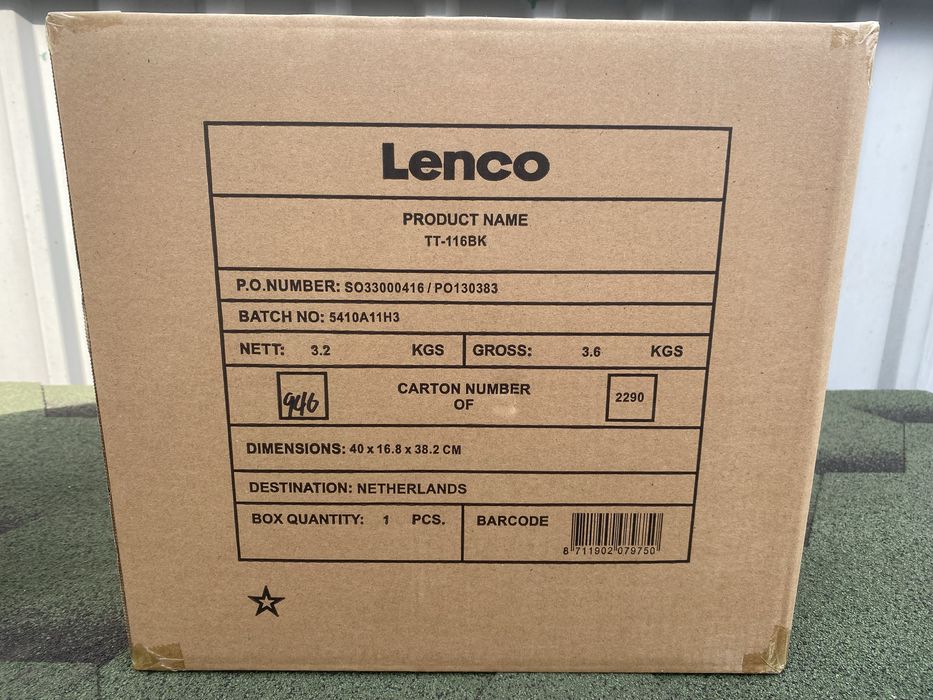 Lenco
PRODUCT NAME
TT-116BK
P.O.NUMBER: SO33000416 / PO130383
BATCH NO: 5410A11H3
NETT: 3.2 KGS GROSS: 3.6 KGS
946 CARTON NUMBER OF 2290
DIMENSIONS: 40 x 16.8 x 38.2 CM
DESTINATION: NETHERLANDS
BOX QUANTITY: 1 PCS. BARCODE
8 711902 079750